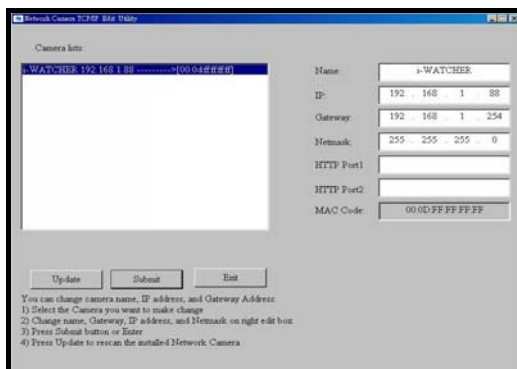 Network Camera TCP/IP Edit Utility
Camera lists:
i-WATCHER 192.168.1.88 --------->[00:0d:ff:ff:ff:ff]
Name: i-WATCHER
IP: 192 . 168 . 1 . 88
Gateway: 192 . 168 . 1 . 254
Netmask: 255 . 255 . 255 . 0
HTTP Port1
HTTP Port2
MAC Code: 00:0D:FF:FF:FF:FF
Update Submit Exit
You can change camera name, IP address, and Gateway Address:
1) Select the Camera you want to make change
2) Change name, Gateway, IP address, and Netmask on right edit box
3) Press Submit button or Enter
4) Press Update to rescan the installed Network Camera